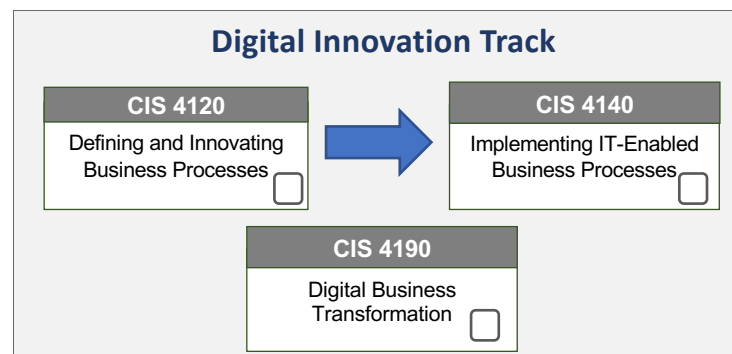 Digital Innovation Track
CIS 4120
Defining and Innovating
Business Processes
CIS 4140
Implementing IT-Enabled
Business Processes
CIS 4190
Digital Business
Transformation